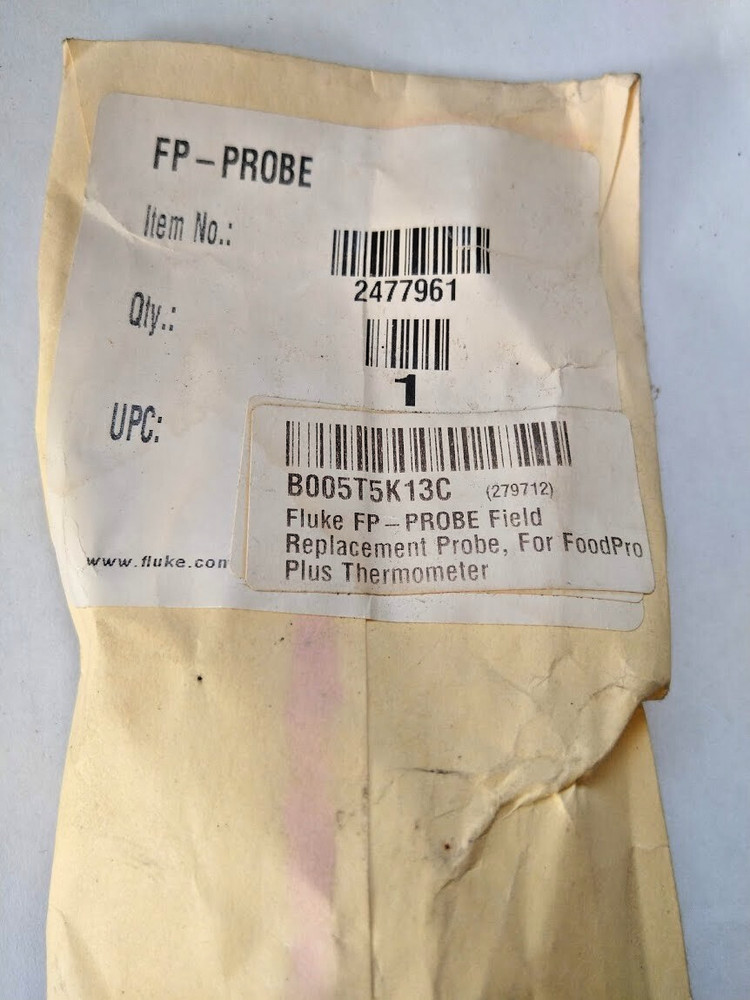 FP-PROBE
Item No.:
2477961
Qty.:
1
UPC:
B005T5K13C (279712)
Fluke FP-PROBE Field
Replacement Probe, For FoodPro
Plus Thermometer
www.fluke.com